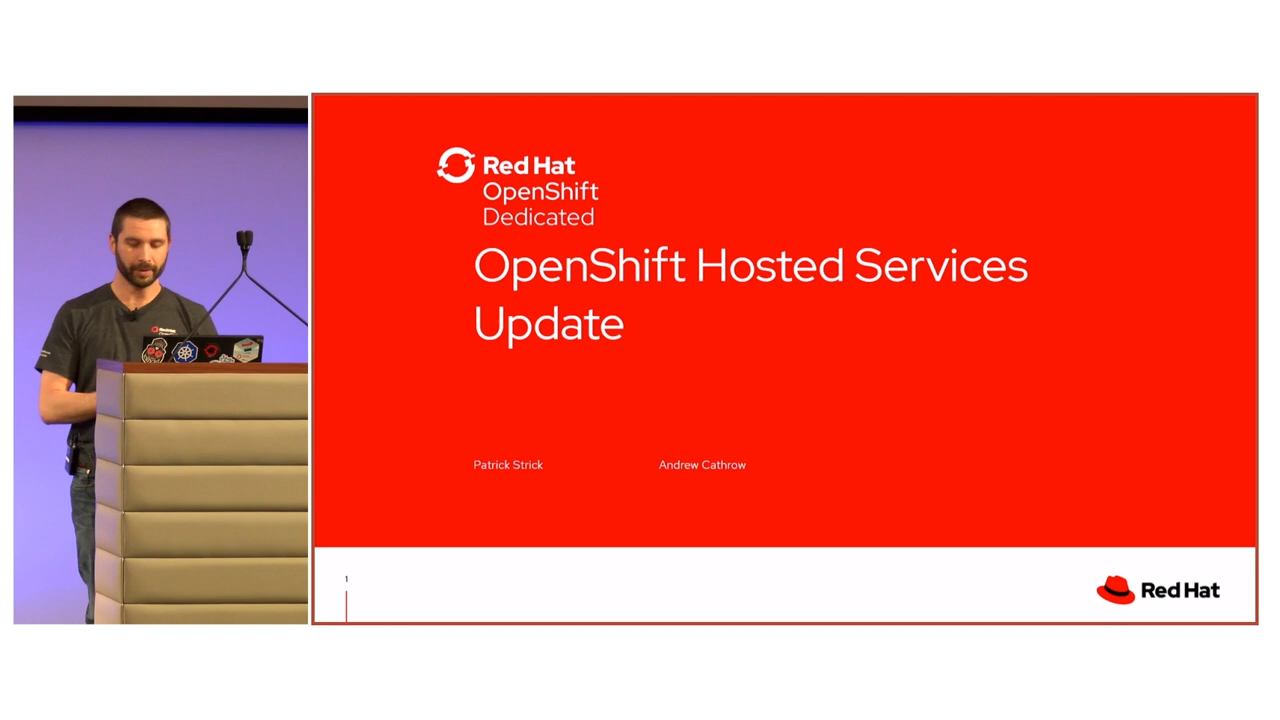 Red Hat
OpenShift
Dedicated
OpenShift Hosted Services
Update
Patrick Strick
Andrew Cathrow
1
Red Hat